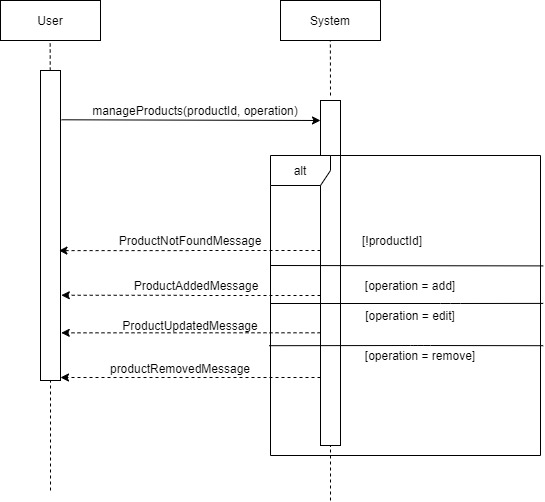 User
System
manageProducts(productId, operation)
alt
ProductNotFoundMessage
[!productId]
ProductAddedMessage
[operation = add]
ProductUpdatedMessage
[operation = edit]
productRemovedMessage
[operation = remove]